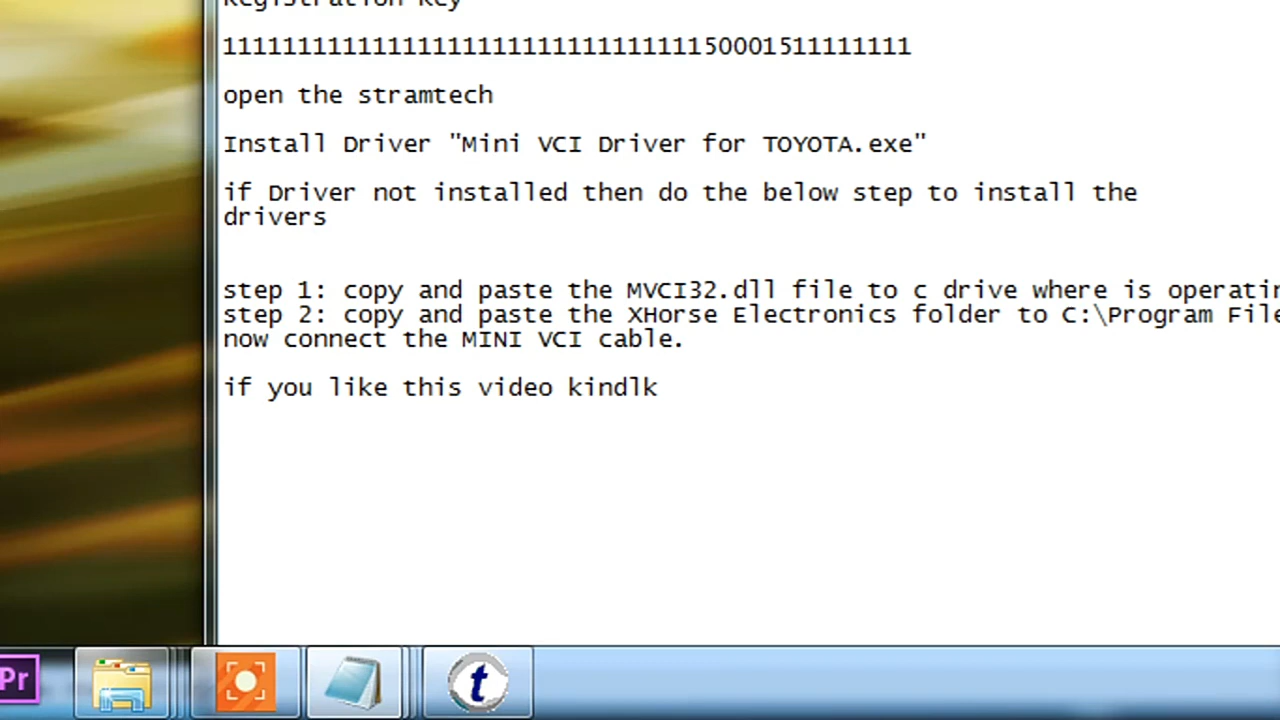 Registration Key
1111111111111111111111111111111150001511111111
open the stramtech
Install Driver "Mini VCI Driver for TOYOTA.exe"
if Driver not installed then do the below step to install the
drivers
step 1: copy and paste the MVCI32.dll file to c drive where is operatin
step 2: copy and paste the XHorse Electronics folder to C:\Program File
now connect the MINI VCI cable.
if you like this video kindlk
Pr
t